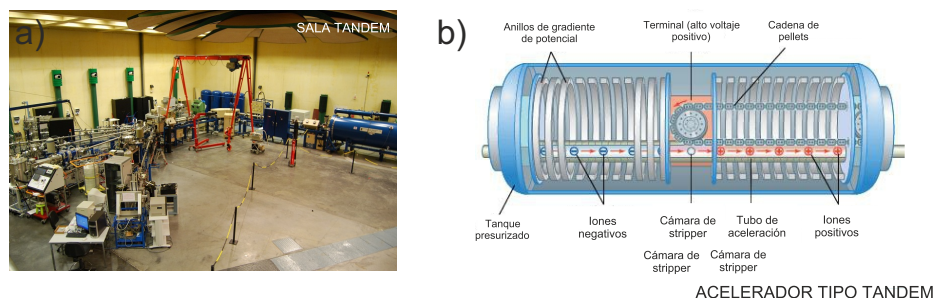 a)
SALA TANDEM
b)
Anillos de gradiente
de potencial
Terminal (alto voltaje
positivo)
Cadena de
pellets
Tanque
presurizado
Iones
negativos
Cámara de
stripper
Tubo de
aceleración
Iones
positivos
Cámara de
stripper
Cámara de
stripper
ACELERADOR TIPO TANDEM